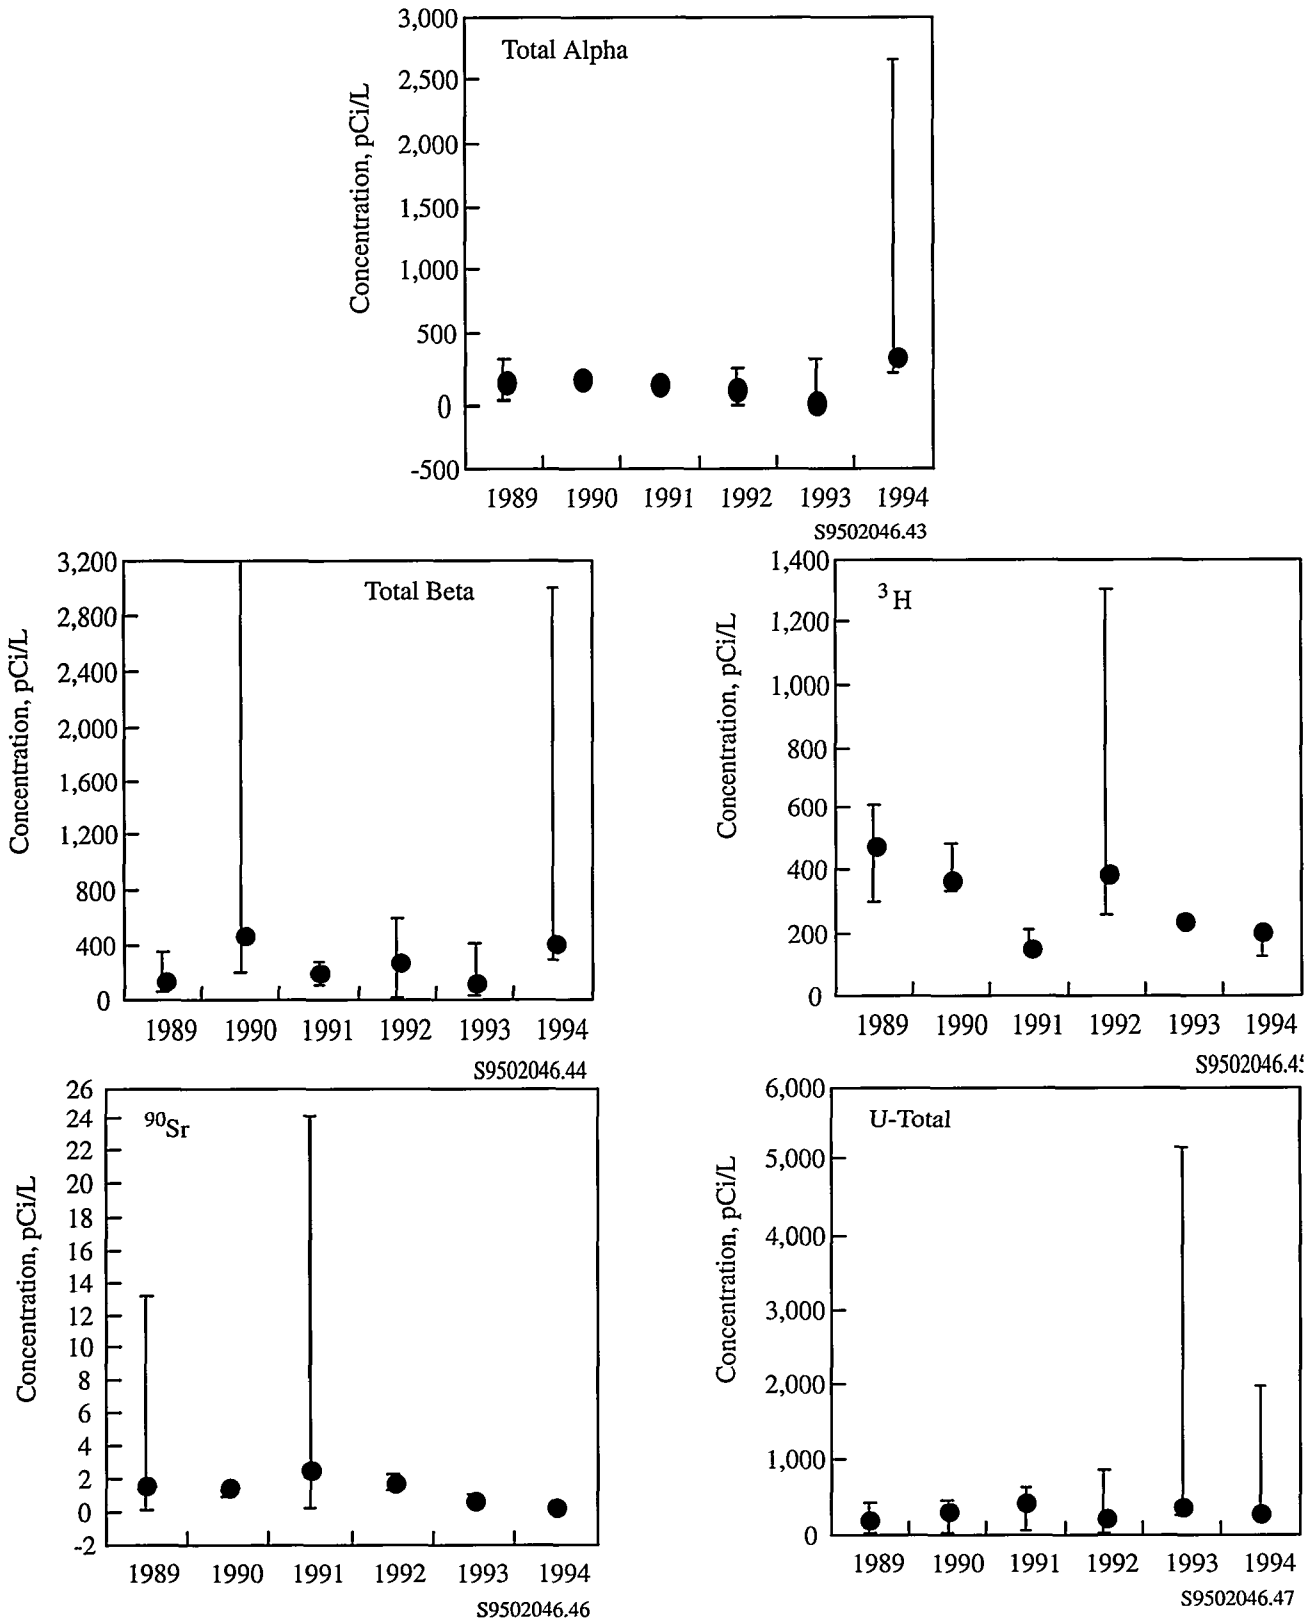 Total Alpha
Concentration, pCi/L
3,000
2,500
2,000
1,500
1,000
500
0
-500
1989 1990 1991 1992 1993 1994
S9502046.43
Total Beta
Concentration, pCi/L
3,200
2,800
2,400
2,000
1,600
1,200
800
400
0
1989 1990 1991 1992 1993 1994
S9502046.44
³H
Concentration, pCi/L
1,400
1,200
1,000
800
600
400
200
0
1989 1990 1991 1992 1993 1994
S9502046.45
⁹⁰Sr
Concentration, pCi/L
26
24
22
20
18
16
14
12
10
8
6
4
2
0
-2
1989 1990 1991 1992 1993 1994
S9502046.46
U-Total
Concentration, pCi/L
6,000
5,000
4,000
3,000
2,000
1,000
0
1989 1990 1991 1992 1993 1994
S9502046.47